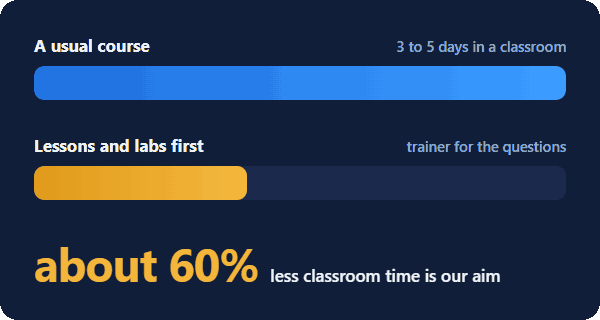 A usual course
3 to 5 days in a classroom
Lessons and labs first
trainer for the questions
about 60% less classroom time is our aim